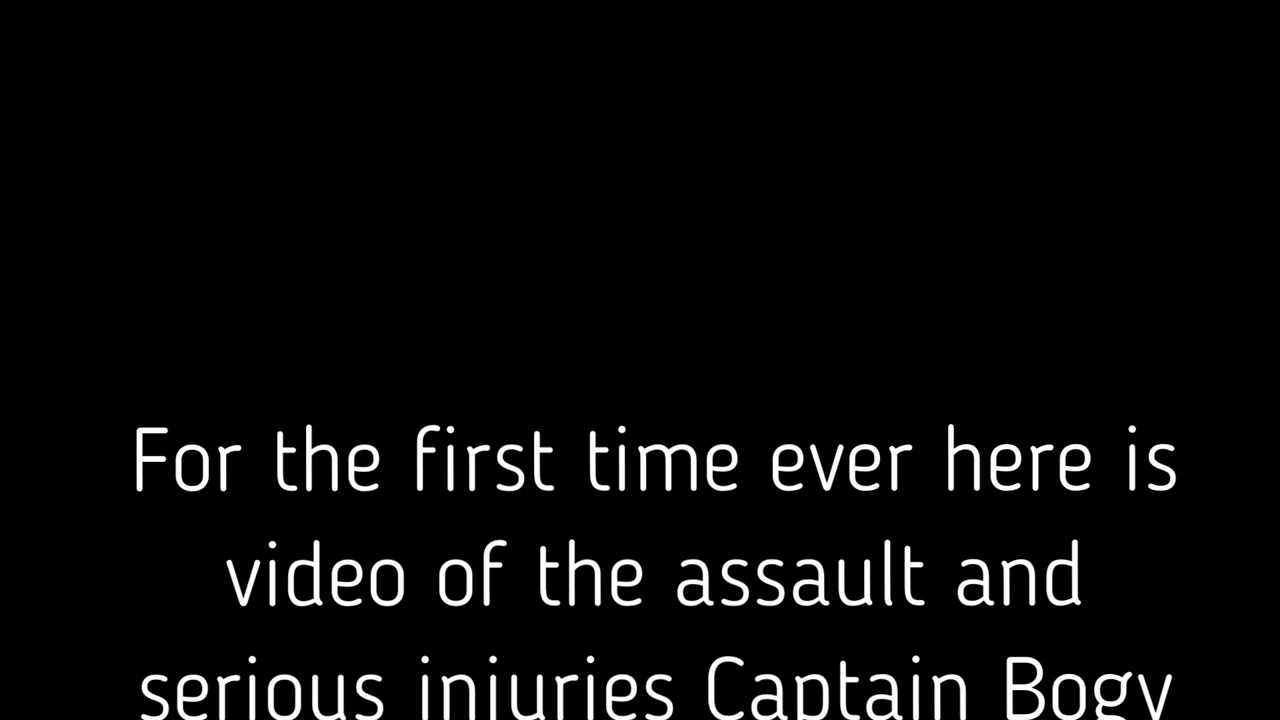 For the first time ever here is
video of the assault and
serious injuries Captain Bogy